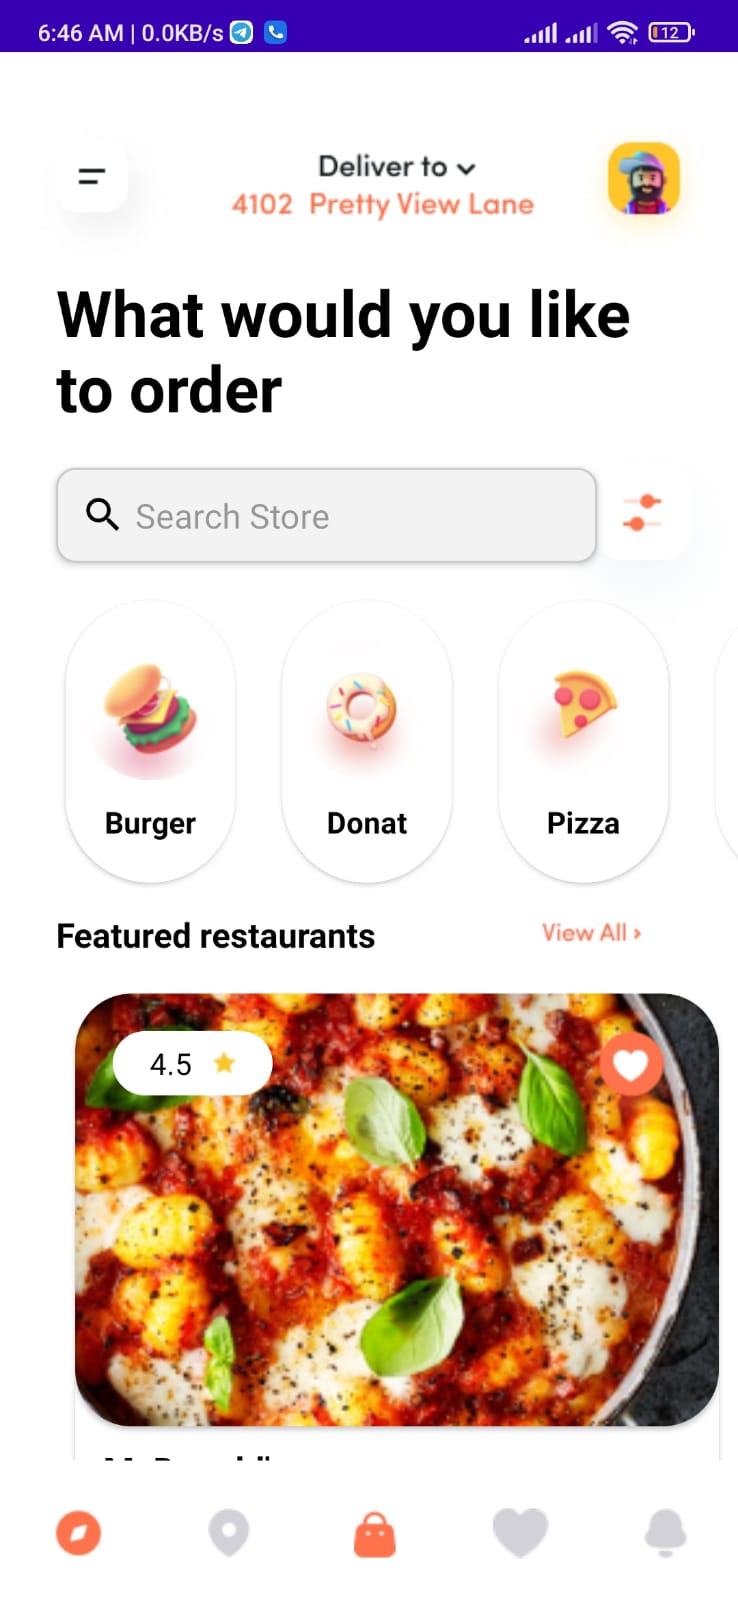 6:46 AM | 0.0KB/s
12
Deliver to
4102 Pretty View Lane
What would you like
to order
Search Store
Burger
Donat
Pizza
Featured restaurants
View All ›
4.5